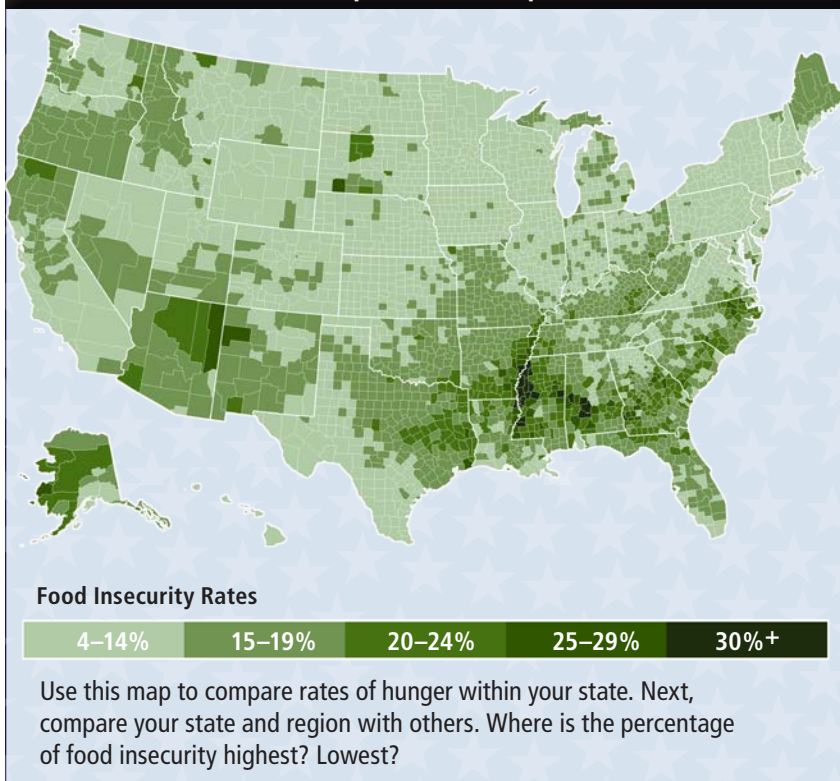 Food Insecurity Rates
4–14% 15–19% 20–24% 25–29% 30%+
Use this map to compare rates of hunger within your state. Next,
compare your state and region with others. Where is the percentage
of food insecurity highest? Lowest?